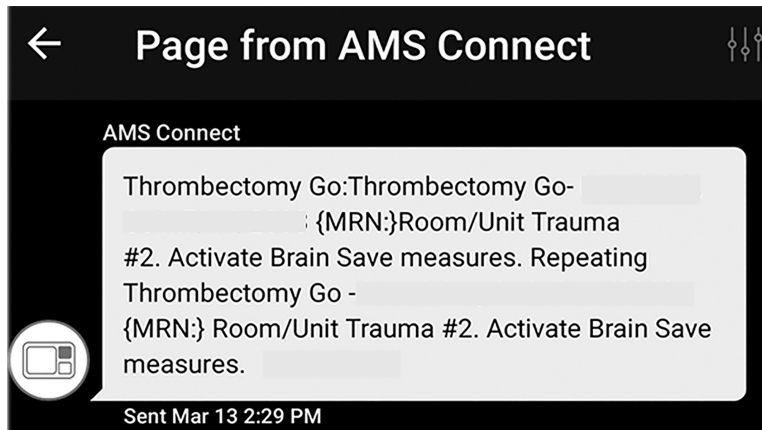 Page from AMS Connect
AMS Connect
Thrombectomy Go:Thrombectomy Go-
{MRN:}Room/Unit Trauma
#2. Activate Brain Save measures. Repeating
Thrombectomy Go -
{MRN:} Room/Unit Trauma #2. Activate Brain Save
measures.
Sent Mar 13 2:29 PM